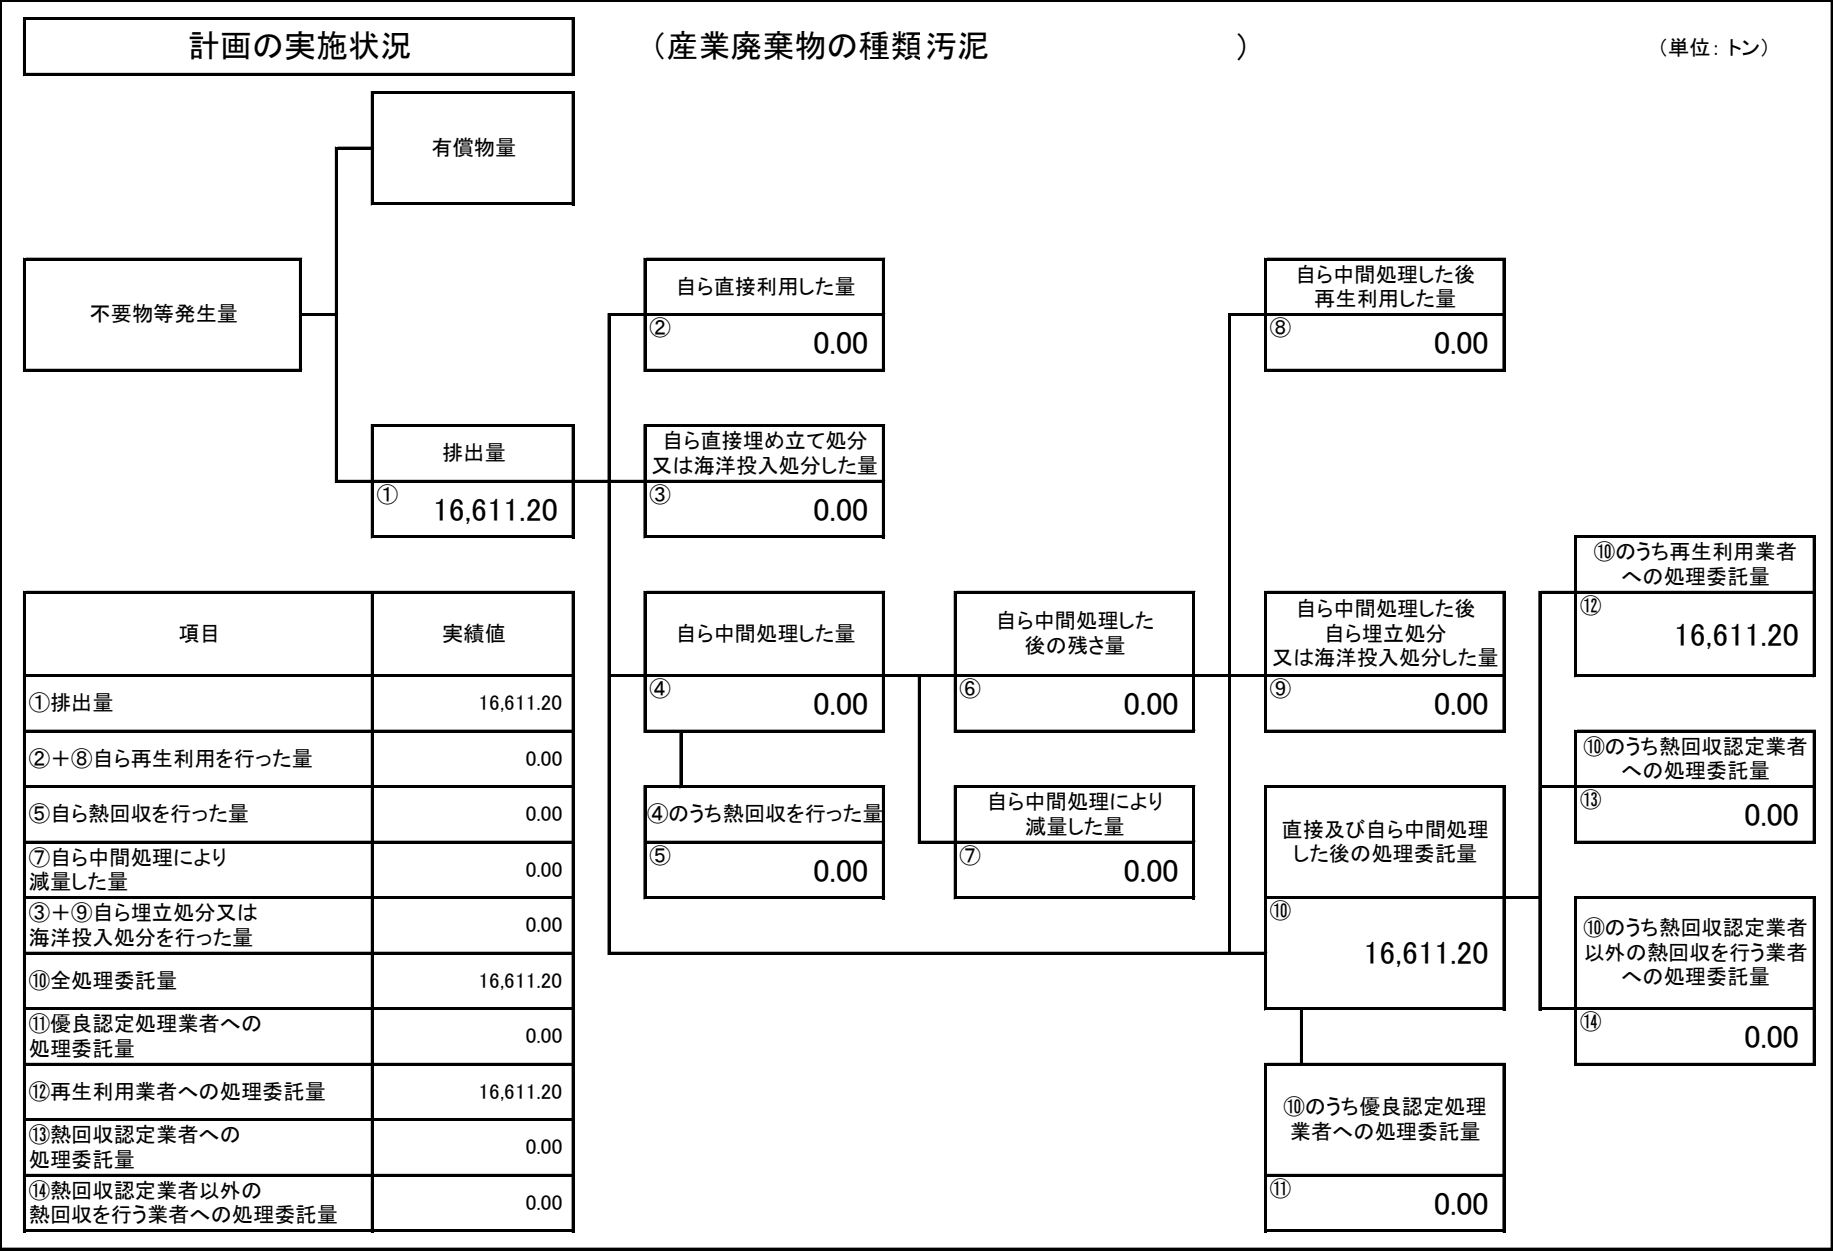 計画の実施状況
(産業廃棄物の種類 汚泥 )
(単位:トン)
有償物量
不要物等発生量
排出量
①
16,611.20
自ら直接利用した量
②
0.00
自ら直接埋め立て処分
又は海洋投入処分した量
③
0.00
自ら中間処理した量
④
0.00
④のうち熱回収を行った量
⑤
0.00
自ら中間処理した
後の残さ量
⑥
0.00
自ら中間処理により
減量した量
⑦
0.00
自ら中間処理した後
再生利用した量
⑧
0.00
自ら中間処理した後
自ら埋立処分
又は海洋投入処分した量
⑨
0.00
直接及び自ら中間処理
した後の処理委託量
⑩
16,611.20
⑩のうち優良認定処理
業者への処理委託量
⑪
0.00
⑩のうち再生利用業者
への処理委託量
⑫
16,611.20
⑩のうち熱回収認定業者
への処理委託量
⑬
0.00
⑩のうち熱回収認定業者
以外の熱回収を行う業者
への処理委託量
⑭
0.00
項目 実績値
①排出量 16,611.20
②+⑧自ら再生利用を行った量 0.00
⑤自ら熱回収を行った量 0.00
⑦自ら中間処理により
減量した量 0.00
③+⑨自ら埋立処分又は
海洋投入処分を行った量 0.00
⑩全処理委託量 16,611.20
⑪優良認定処理業者への
処理委託量 0.00
⑫再生利用業者への処理委託量 16,611.20
⑬熱回収認定業者への
処理委託量 0.00
⑭熱回収認定業者以外の
熱回収を行う業者への処理委託量 0.00